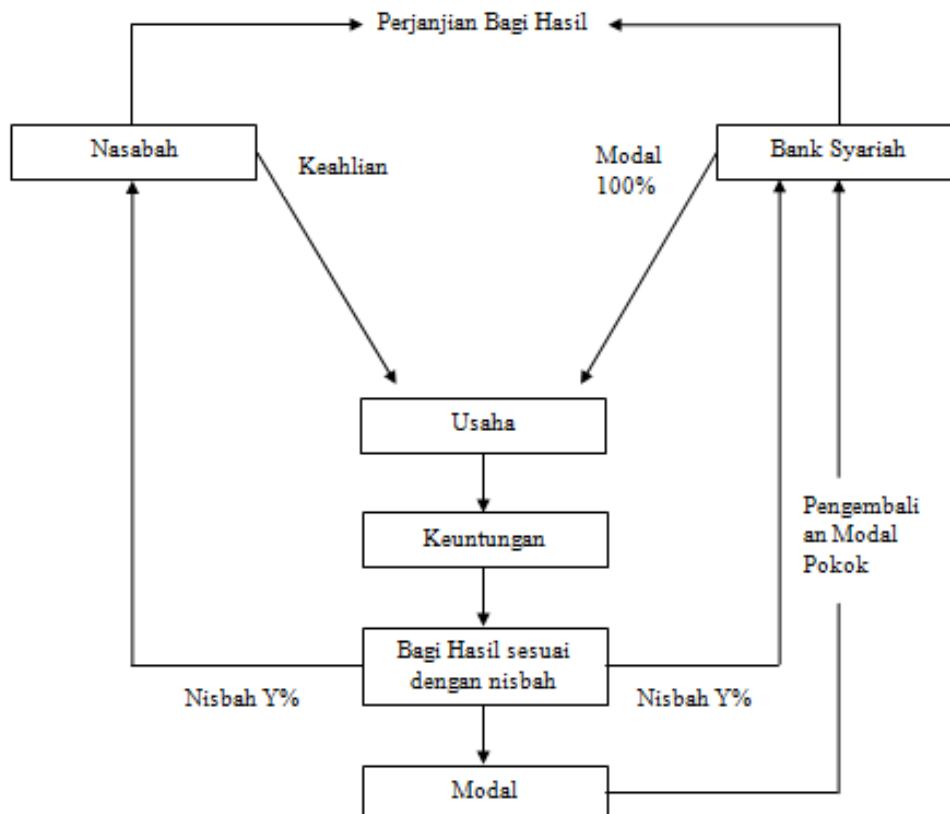 Perjanjian Bagi Hasil
Nasabah
Bank Syariah
Keahlian
Modal
100%
Usaha
Keuntungan
Pengembali
an Modal
Pokok
Bagi Hasil sesuai
dengan nisbah
Nisbah Y%
Nisbah Y%
Modal